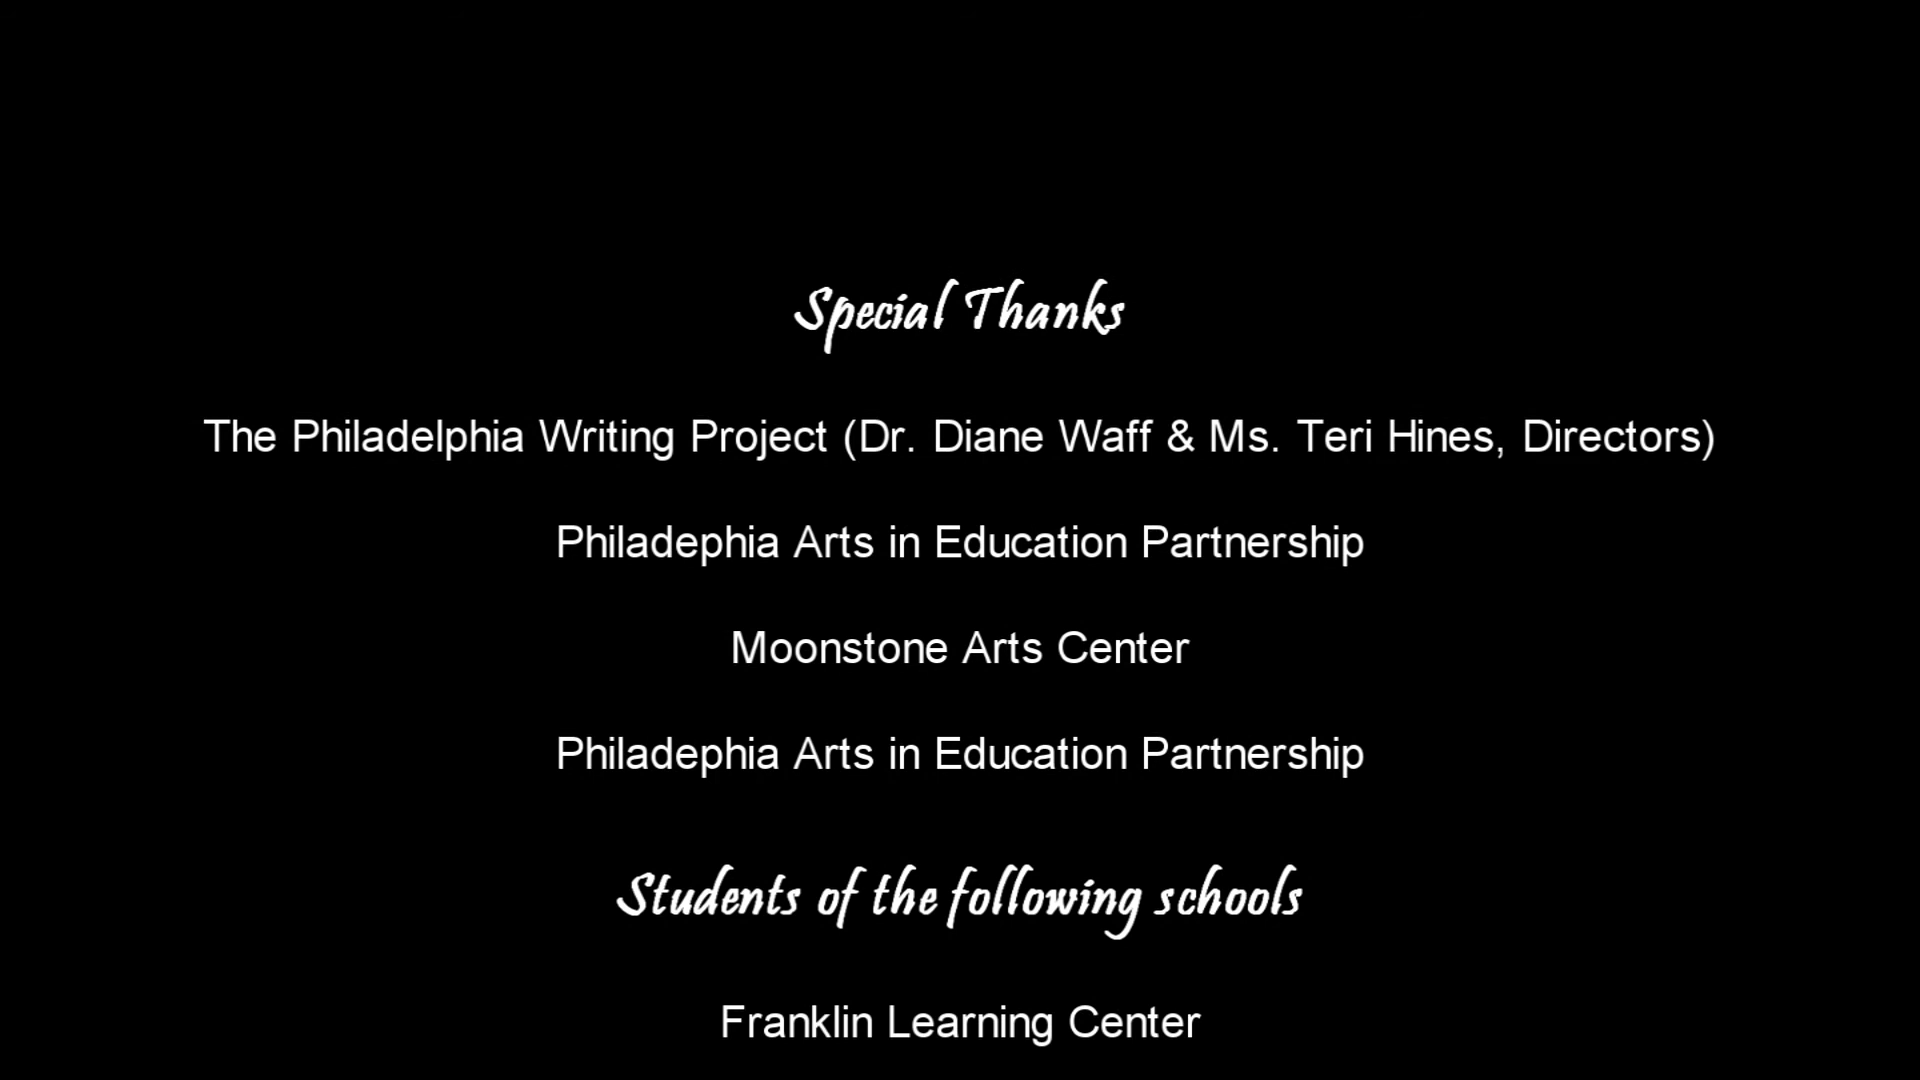 Special Thanks
The Philadelphia Writing Project (Dr. Diane Waff & Ms. Teri Hines, Directors)
Philadephia Arts in Education Partnership
Moonstone Arts Center
Philadephia Arts in Education Partnership
Students of the following schools
Franklin Learning Center